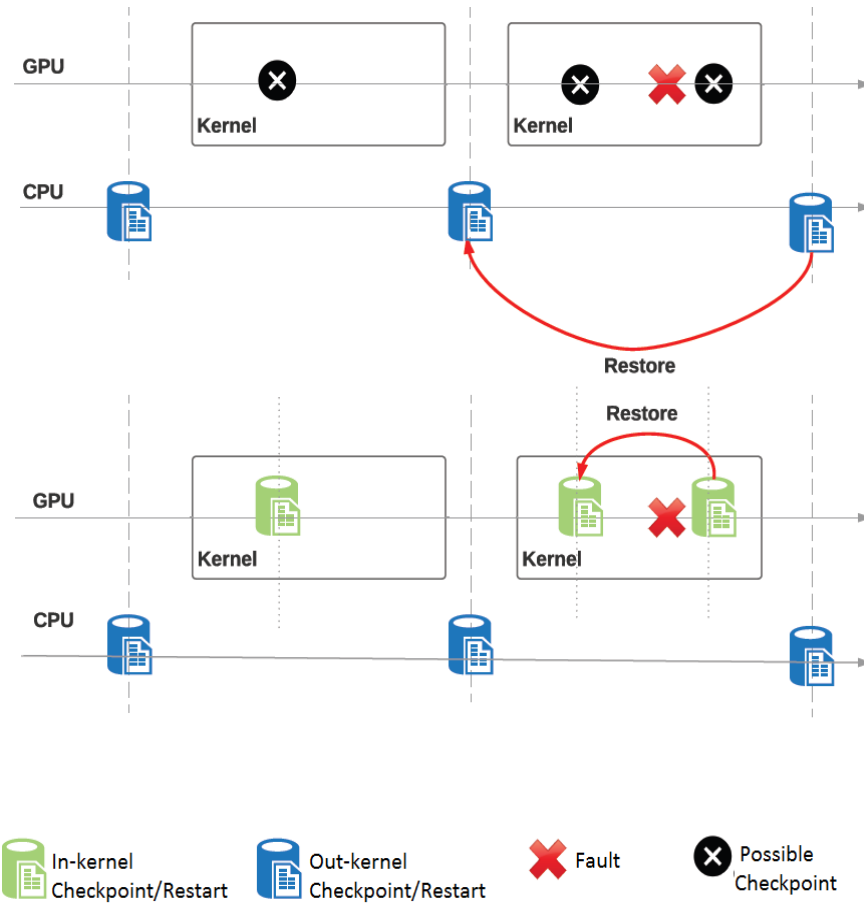 GPU
Kernel
Kernel
CPU
Restore
Restore
GPU
Kernel
Kernel
CPU
In-kernel
Checkpoint/Restart
Out-kernel
Checkpoint/Restart
Fault
Possible
Checkpoint